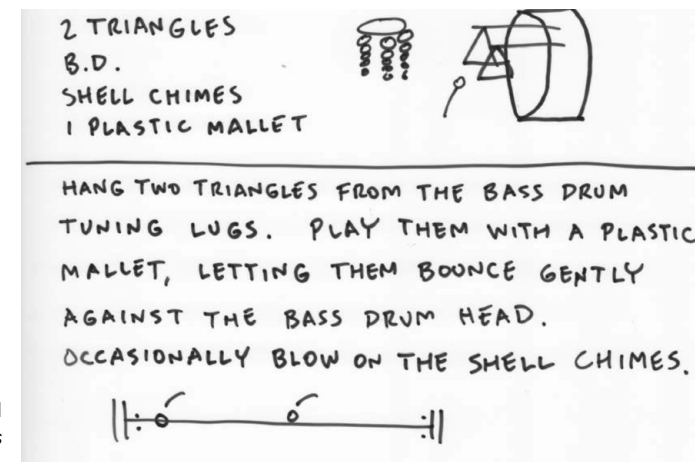 2 TRIANGLES
B.D.
SHELL CHIMES
1 PLASTIC MALLET
HANG TWO TRIANGLES FROM THE BASS DRUM
TUNING LUGS. PLAY THEM WITH A PLASTIC
MALLET, LETTING THEM BOUNCE GENTLY
AGAINST THE BASS DRUM HEAD.
OCCASIONALLY BLOW ON THE SHELL CHIMES.